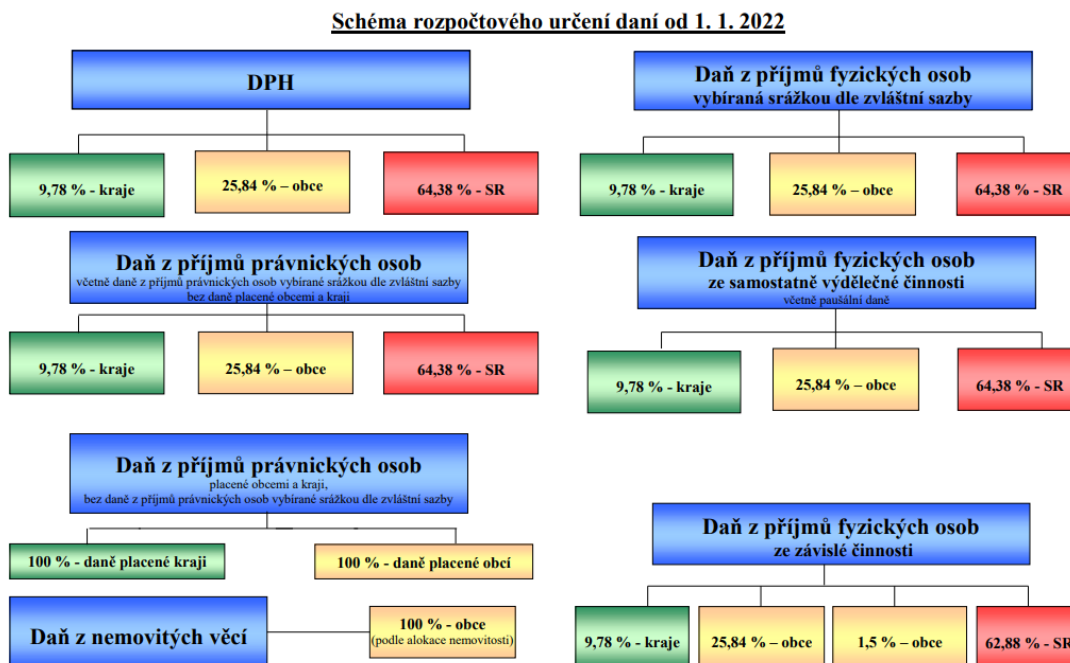 Schéma rozpočtového určení daní od 1. 1. 2022
DPH
9,78 % - kraje
25,84 % – obce
64,38 % - SR
Daň z příjmů fyzických osob
vybíraná srážkou dle zvláštní sazby
9,78 % - kraje
25,84 % – obce
64,38 % - SR
Daň z příjmů právnických osob
včetně daně z příjmů právnických osob vybírané srážkou dle zvláštní sazby
bez daně placené obcemi a kraji
9,78 % - kraje
25,84 % – obce
64,38 % - SR
Daň z příjmů fyzických osob
ze samostatně výdělečné činnosti
včetně paušální daně
9,78 % - kraje
25,84 % – obce
64,38 % - SR
Daň z příjmů právnických osob
placené obcemi a kraji,
bez daně z příjmů právnických osob vybírané srážkou dle zvláštní sazby
100 % - daně placené kraji
100 % - daně placené obcí
Daň z příjmů fyzických osob
ze závislé činnosti
9,78 % - kraje
25,84 % – obce
1,5 % – obce
62,88 % - SR
Daň z nemovitých věcí
100 % - obce
(podle alokace nemovitosti)